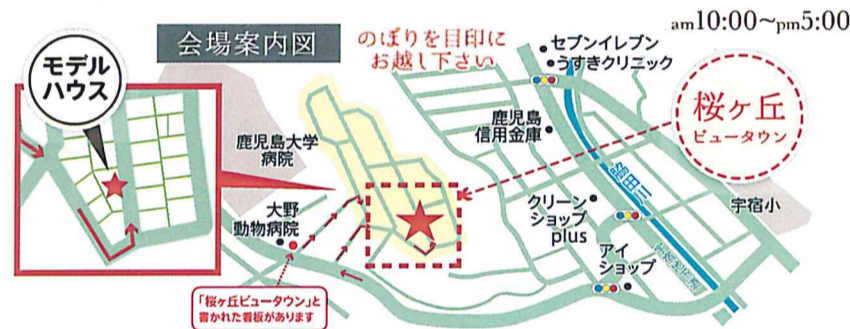 am10:00~pm5:00
会場案内図
のぼりを目印に
お越し下さい
モデル
ハウス
セブンイレブン
うすきクリニック
桜ヶ丘
ビュータウン
鹿児島
信用金庫
鹿児島大学
病院
大野
動物病院
クリーン
ショップ
plus
宇宿小
アイ
ショップ
「桜ヶ丘ビュータウン」と
書かれた看板があります